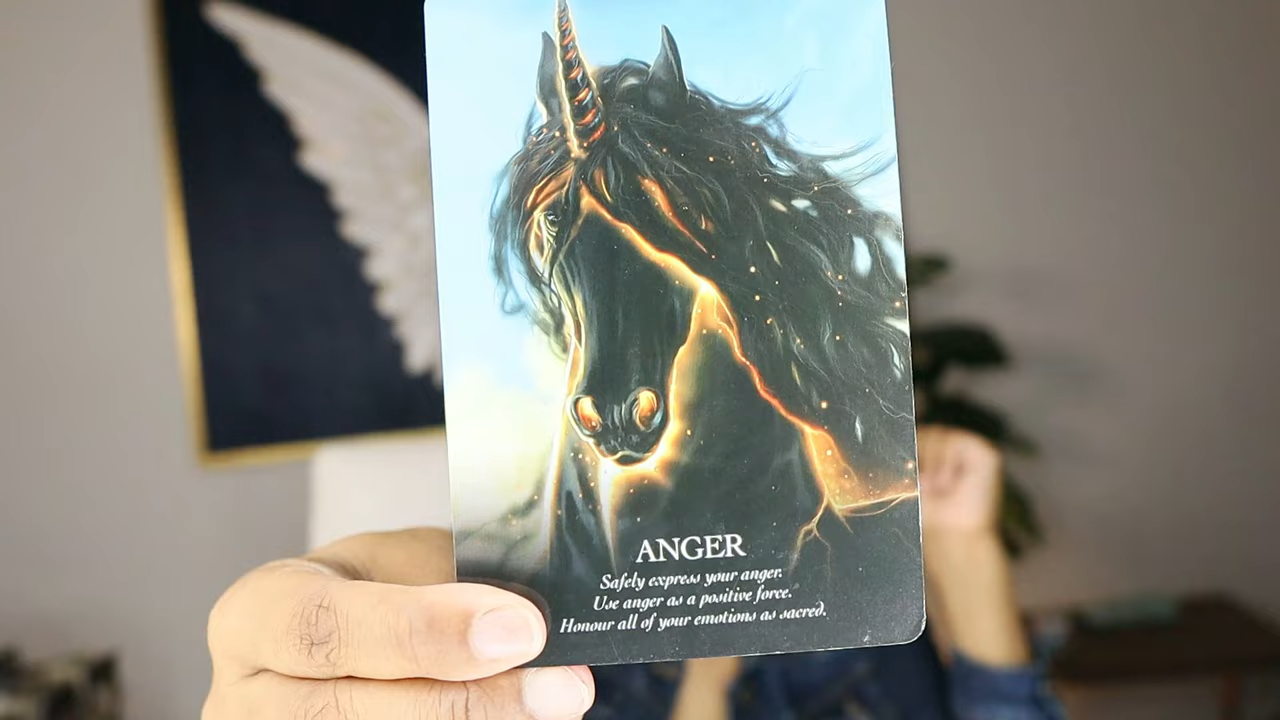 ANGER
Safely express your anger.
Use anger as a positive force.
Honour all of your emotions as sacred.